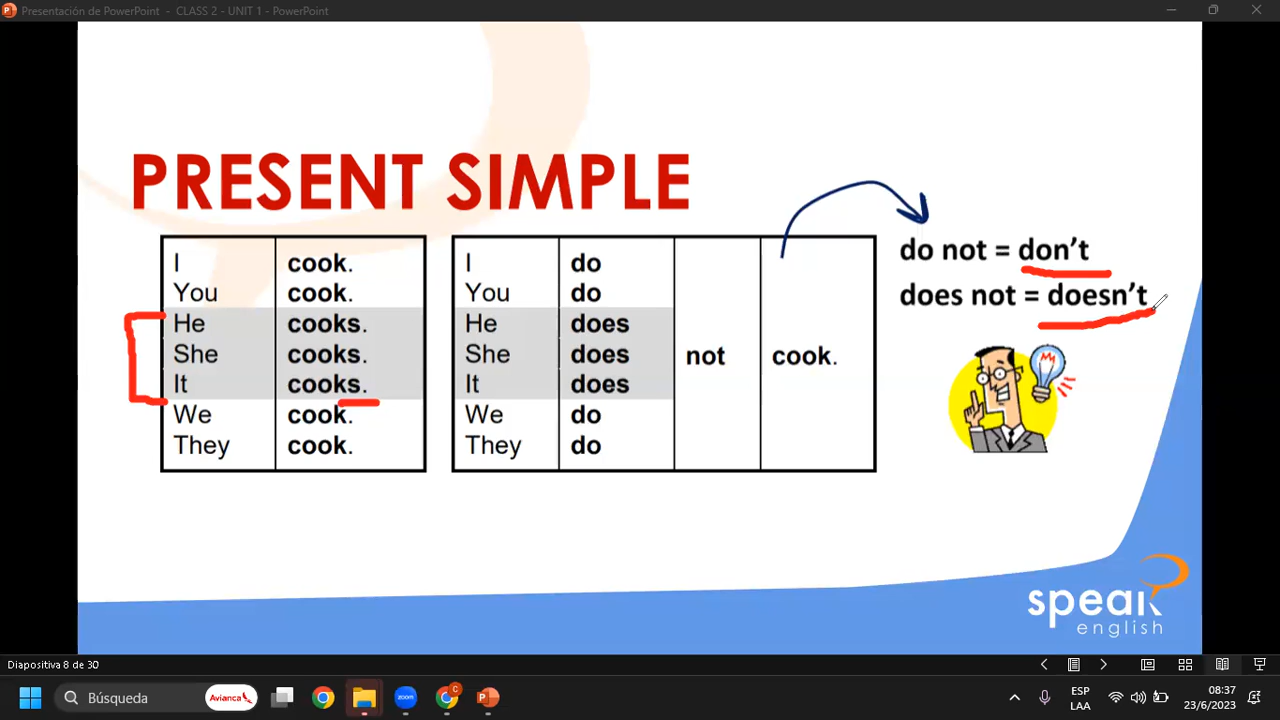 Presentación de PowerPoint - CLASS 2 - UNIT 1 - PowerPoint
PRESENT SIMPLE
I cook.
You cook.
He cooks.
She cooks.
It cooks.
We cook.
They cook.
I do
You do
He does
She does
It does
We do
They do
not cook.
do not = don't
does not = doesn't
speak
english
Diapositiva 8 de 30
Búsqueda
Avianca
zoom
C
ESP
LAA
08:37
23/6/2023